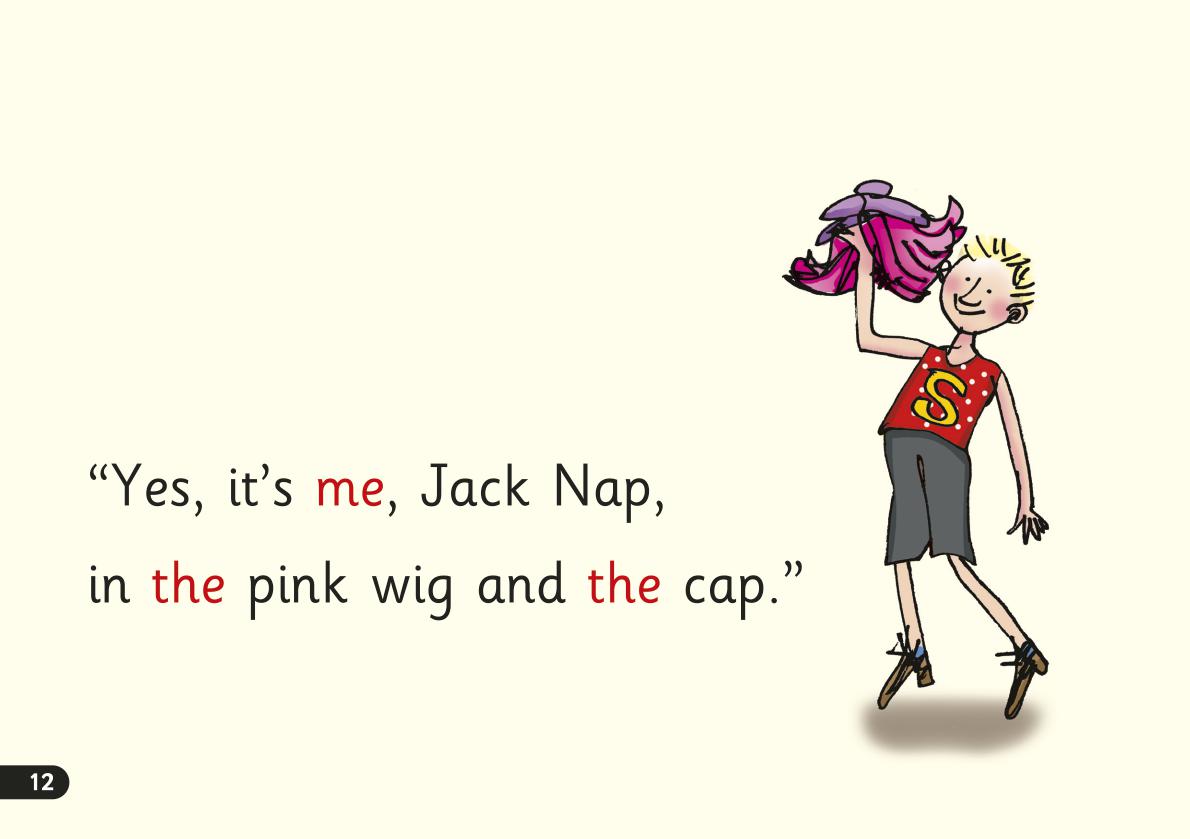 S
“Yes, it’s me, Jack Nap,
in the pink wig and the cap.”
12